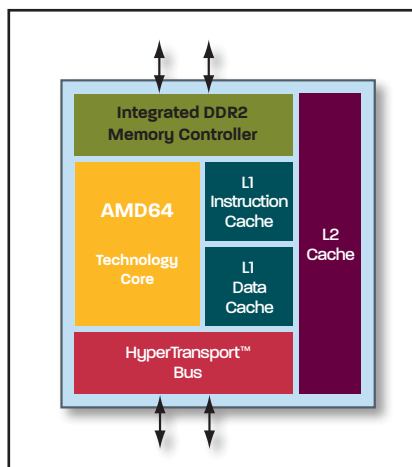 Integrated DDR2
Memory Controller
AMD64
Technology
Core
L1
Instruction
Cache
L1
Data
Cache
L2
Cache
HyperTransport™
Bus